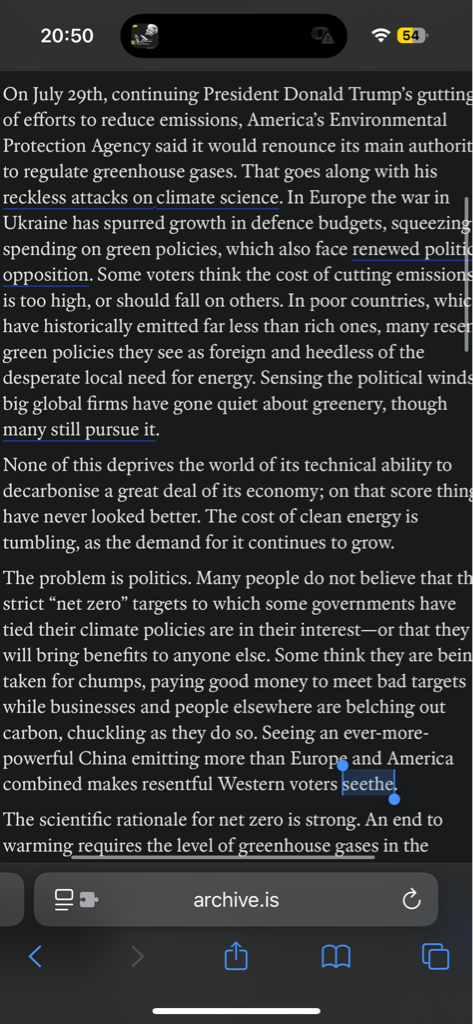 20:50
54
On July 29th, continuing President Donald Trump’s gutting
of efforts to reduce emissions, America’s Environmental
Protection Agency said it would renounce its main authorit
to regulate greenhouse gases. That goes along with his
reckless attacks on climate science. In Europe the war in
Ukraine has spurred growth in defence budgets, squeezing
spending on green policies, which also face renewed politic
opposition. Some voters think the cost of cutting emissions
is too high, or should fall on others. In poor countries, whic
have historically emitted far less than rich ones, many reser
green policies they see as foreign and heedless of the
desperate local need for energy. Sensing the political winds
big global firms have gone quiet about greenery, though
many still pursue it.
None of this deprives the world of its technical ability to
decarbonise a great deal of its economy; on that score thing
have never looked better. The cost of clean energy is
tumbling, as the demand for it continues to grow.
The problem is politics. Many people do not believe that th
strict “net zero” targets to which some governments have
tied their climate policies are in their interest—or that they
will bring benefits to anyone else. Some think they are bein
taken for chumps, paying good money to meet bad targets
while businesses and people elsewhere are belching out
carbon, chuckling as they do so. Seeing an ever-more-
powerful China emitting more than Europe and America
combined makes resentful Western voters seethe.
The scientific rationale for net zero is strong. An end to
warming requires the level of greenhouse gases in the
archive.is